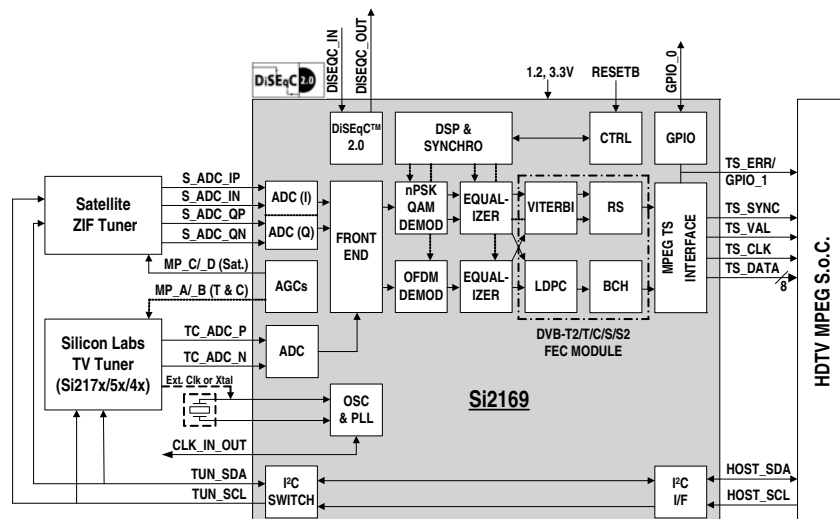 DiSEqC 2.0
DISEQC_IN
DISEQC_OUT
1.2, 3.3V
RESETB
GPIO_0
DiSEqC™
2.0
DSP &
SYNCHRO
CTRL
GPIO
TS_ERR/
GPIO_1
Satellite
ZIF Tuner
S_ADC_IP
S_ADC_IN
S_ADC_QP
S_ADC_QN
ADC (I)
ADC (Q)
FRONT
END
nPSK
QAM
DEMOD
EQUAL-
IZER
VITERBI
RS
MPEG TS
INTERFACE
TS_SYNC
TS_VAL
TS_CLK
TS_DATA
8
MP_C/_D (Sat.)
MP_A/_B (T & C)
AGCs
OFDM
DEMOD
EQUAL-
IZER
LDPC
BCH
DVB-T2/T/C/S/S2
FEC MODULE
Silicon Labs
TV Tuner
(Si217x/5x/4x)
TC_ADC_P
TC_ADC_N
ADC
Ext. Clk or Xtal
OSC
& PLL
Si2169
HDTV MPEG S.o.C.
CLK_IN_OUT
TUN_SDA
TUN_SCL
I²C
SWITCH
I²C
I/F
HOST_SDA
HOST_SCL